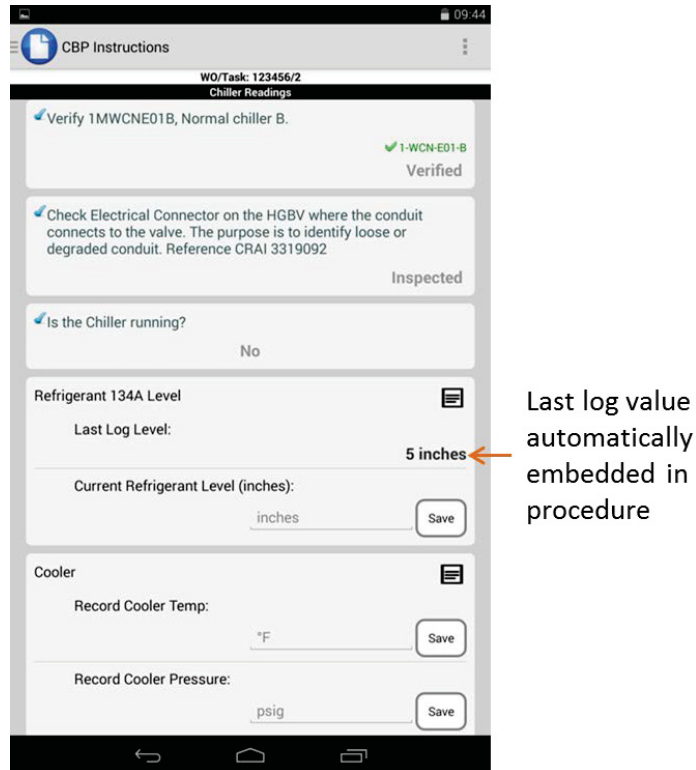 09:44
CBP Instructions
WO/Task: 123456/2
Chiller Readings
Verify 1MWCNE01B, Normal chiller B.
1-WCN-E01-B
Verified
Check Electrical Connector on the HGBV where the conduit
connects to the valve. The purpose is to identify loose or
degraded conduit. Reference CRAI 3319092
Inspected
Is the Chiller running?
No
Refrigerant 134A Level
Last Log Level:
5 inches
Current Refrigerant Level (inches):
inches
Save
Cooler
Record Cooler Temp:
°F
Save
Record Cooler Pressure:
psig
Save
Last log value
automatically
embedded in
procedure